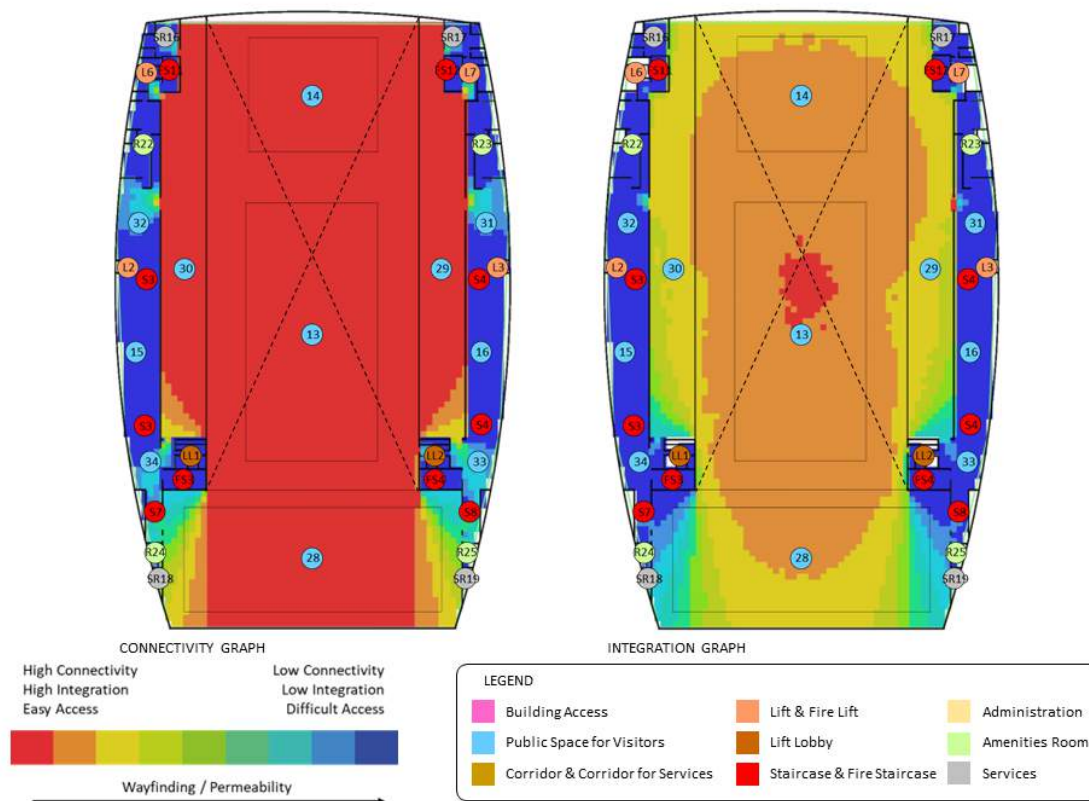 SR16 SR17 SR16 SR17
L6 FS11 FS12 L7 L6 FS11 FS12 L7
14 14
R22 R23 R22 R23
32 31 32 31
L2 S3 30 29 S4 L3 L2 S3 30 29 S4 L3
13 13
15 16 15 16
S3 S4 S3 S4
34 LL1 LL2 33 34 LL1 LL2 33
FS3 FS4 FS3 FS4
S7 S8 S7 S8
R24 28 R25 R24 28 R25
SR18 SR19 SR18 SR19
CONNECTIVITY GRAPH
INTEGRATION GRAPH
High Connectivity
High Integration
Easy Access
Low Connectivity
Low Integration
Difficult Access
Wayfinding / Permeability
LEGEND
Building Access
Public Space for Visitors
Corridor & Corridor for Services
Lift & Fire Lift
Lift Lobby
Staircase & Fire Staircase
Administration
Amenities Room
Services